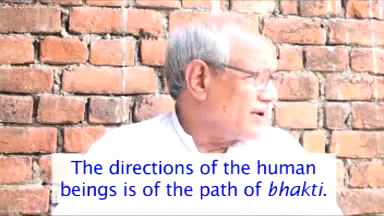 The directions of the human
beings is of the path of bhakti.